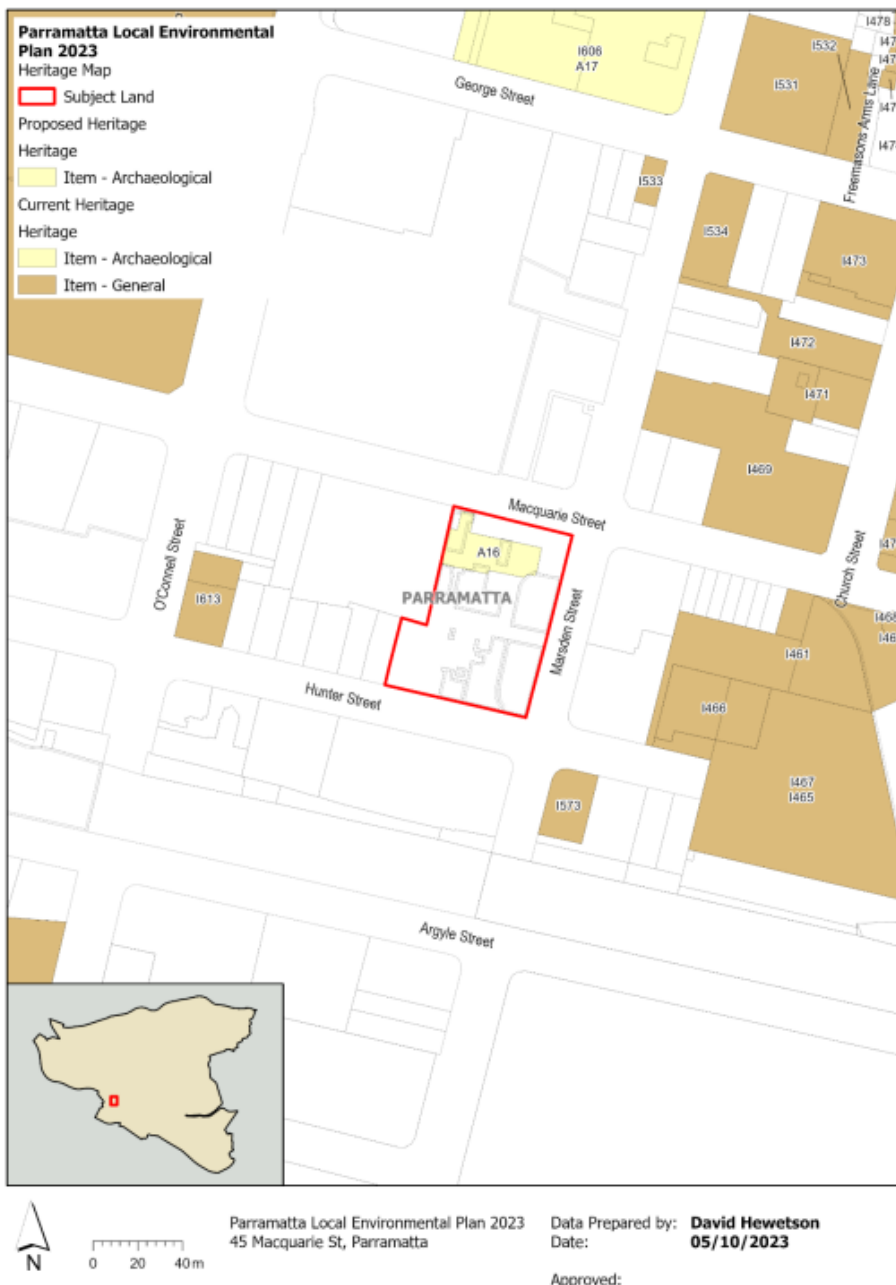 Parramatta Local Environmental
Plan 2023
Heritage Map
Subject Land
Proposed Heritage
Heritage
Item - Archaeological
Current Heritage
Heritage
Item - Archaeological
Item - General
I606
A17
George Street
I532
I531
Freemasons Arms Lane
I478
I533
I534
I473
I472
I471
I469
Macquarie Street
A16
PARRAMATTA
O'Connell Street
I613
Marsden Street
Church Street
Hunter Street
I461
I466
I467
I465
I573
Argyle Street
N
0 20 40 m
Parramatta Local Environmental Plan 2023
45 Macquarie St, Parramatta
Data Prepared by: David Hewetson
Date: 05/10/2023
Approved: